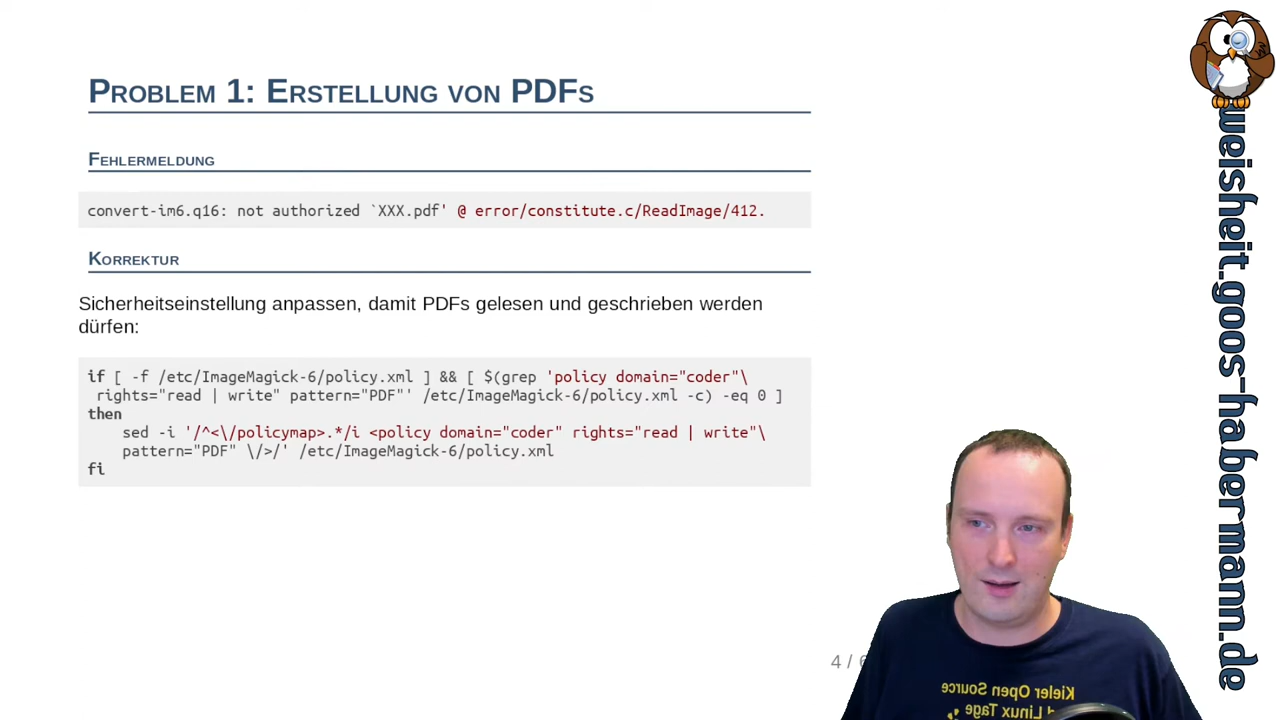 Problem 1: Erstellung von PDFs
Fehlermeldung
convert-im6.q16: not authorized `XXX.pdf' @ error/constitute.c/ReadImage/412.
Korrektur
Sicherheitseinstellung anpassen, damit PDFs gelesen und geschrieben werden
dürfen:
if [ -f /etc/ImageMagick-6/policy.xml ] && [ $(grep 'policy domain="coder"\
rights="read | write" pattern="PDF"' /etc/ImageMagick-6/policy.xml -c) -eq 0 ]
then
sed -i '/^<\/policymap>.*/i <policy domain="coder" rights="read | write"\
pattern="PDF" \/>/' /etc/ImageMagick-6/policy.xml
fi
4 / 6
Kieler Open Source
Linux Tage
weisheit.goos-habermann.de